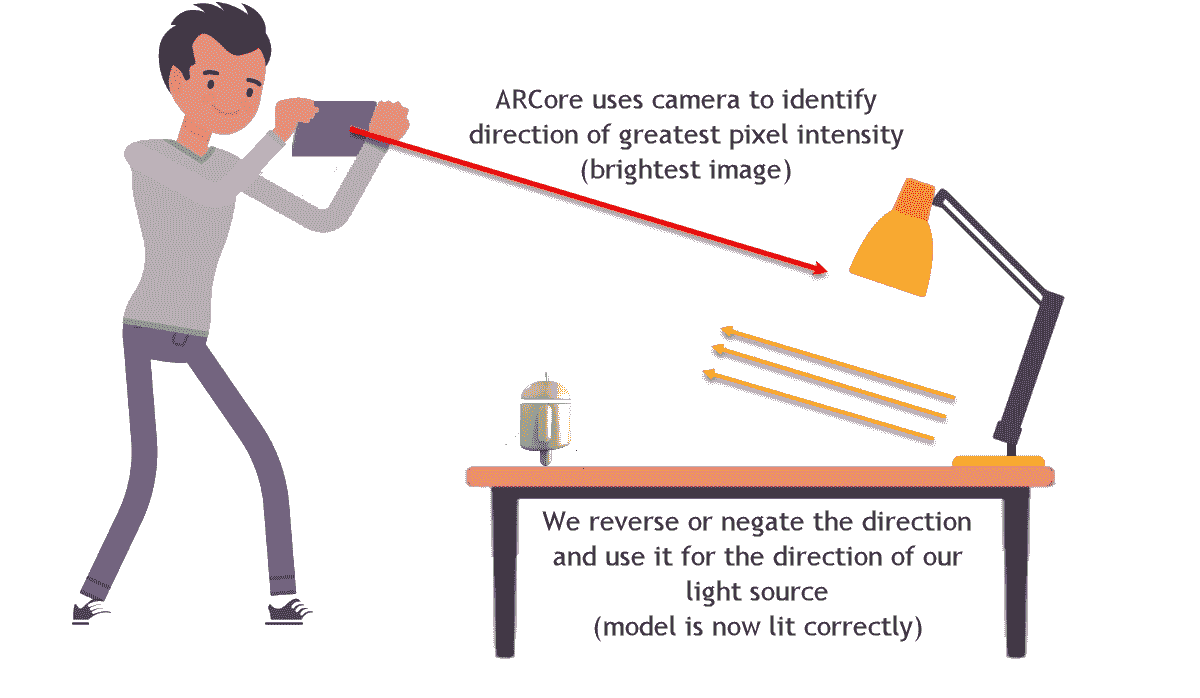 ARCore uses camera to identify
direction of greatest pixel intensity
(brightest image)
We reverse or negate the direction
and use it for the direction of our
light source
(model is now lit correctly)